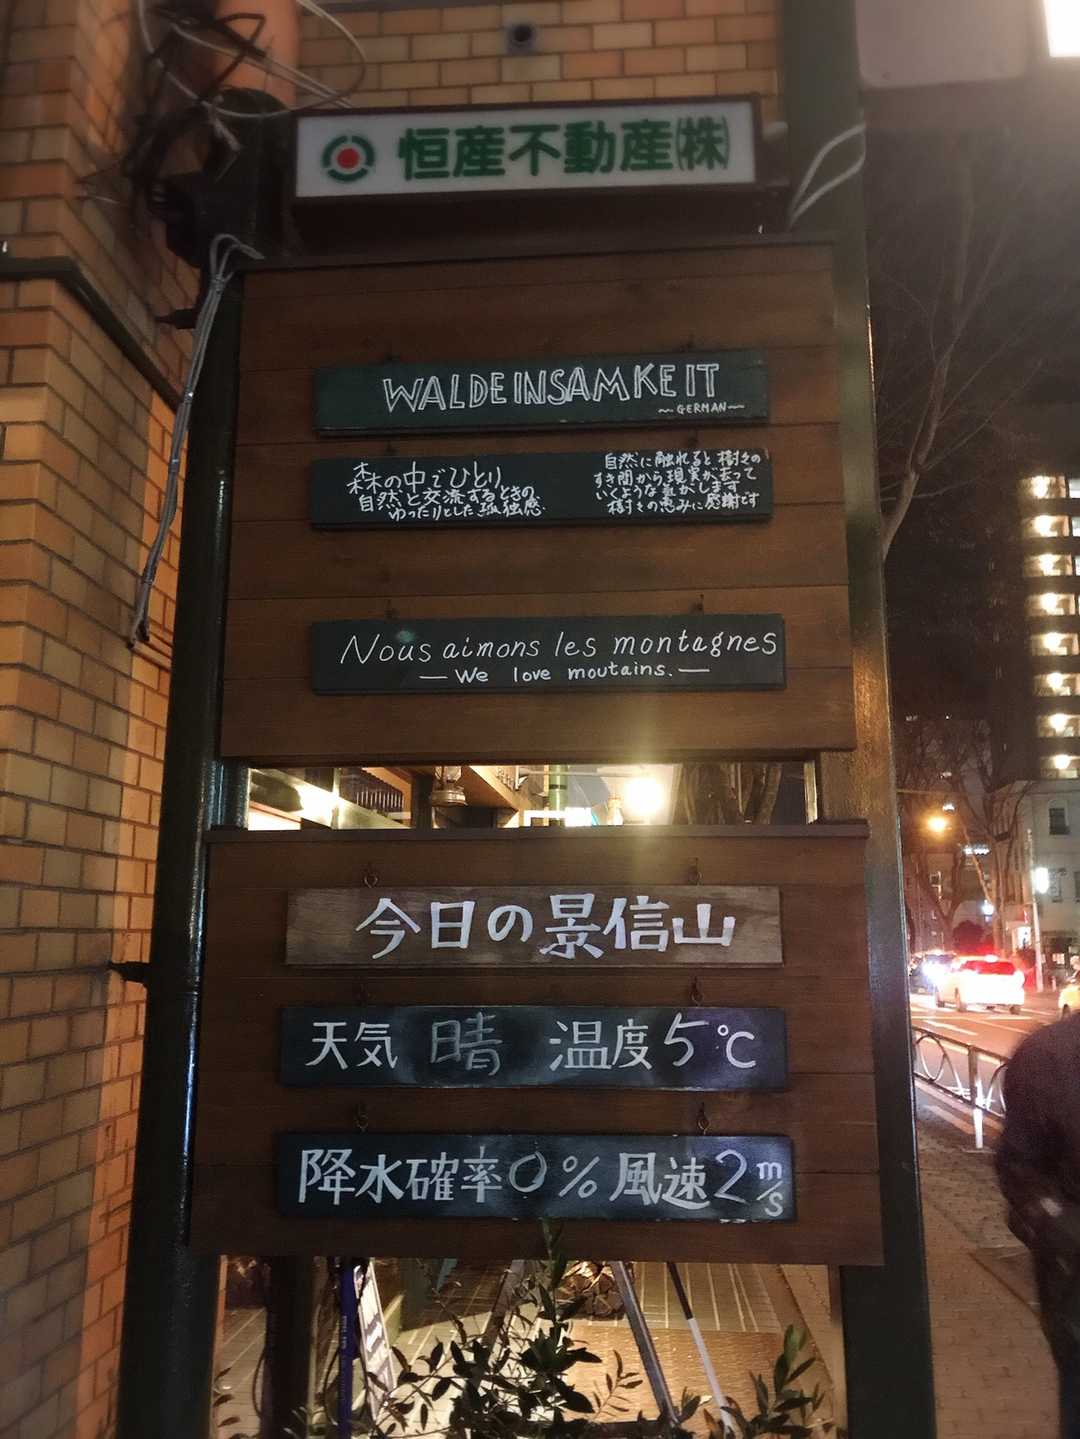 恒産不動産㈱
WALDEINSAMKEIT
~GERMAN~
森の中でひとり
自然と交流するときの
ゆったりとした孤独感
自然に触れると樹々の
すき間から現実が去って
いくような気がします
樹々の恵みに感謝です
Nous aimons les montagnes
— We love moutains. —
今日の景信山
天気 晴 温度5℃
降水確率0% 風速2m/s